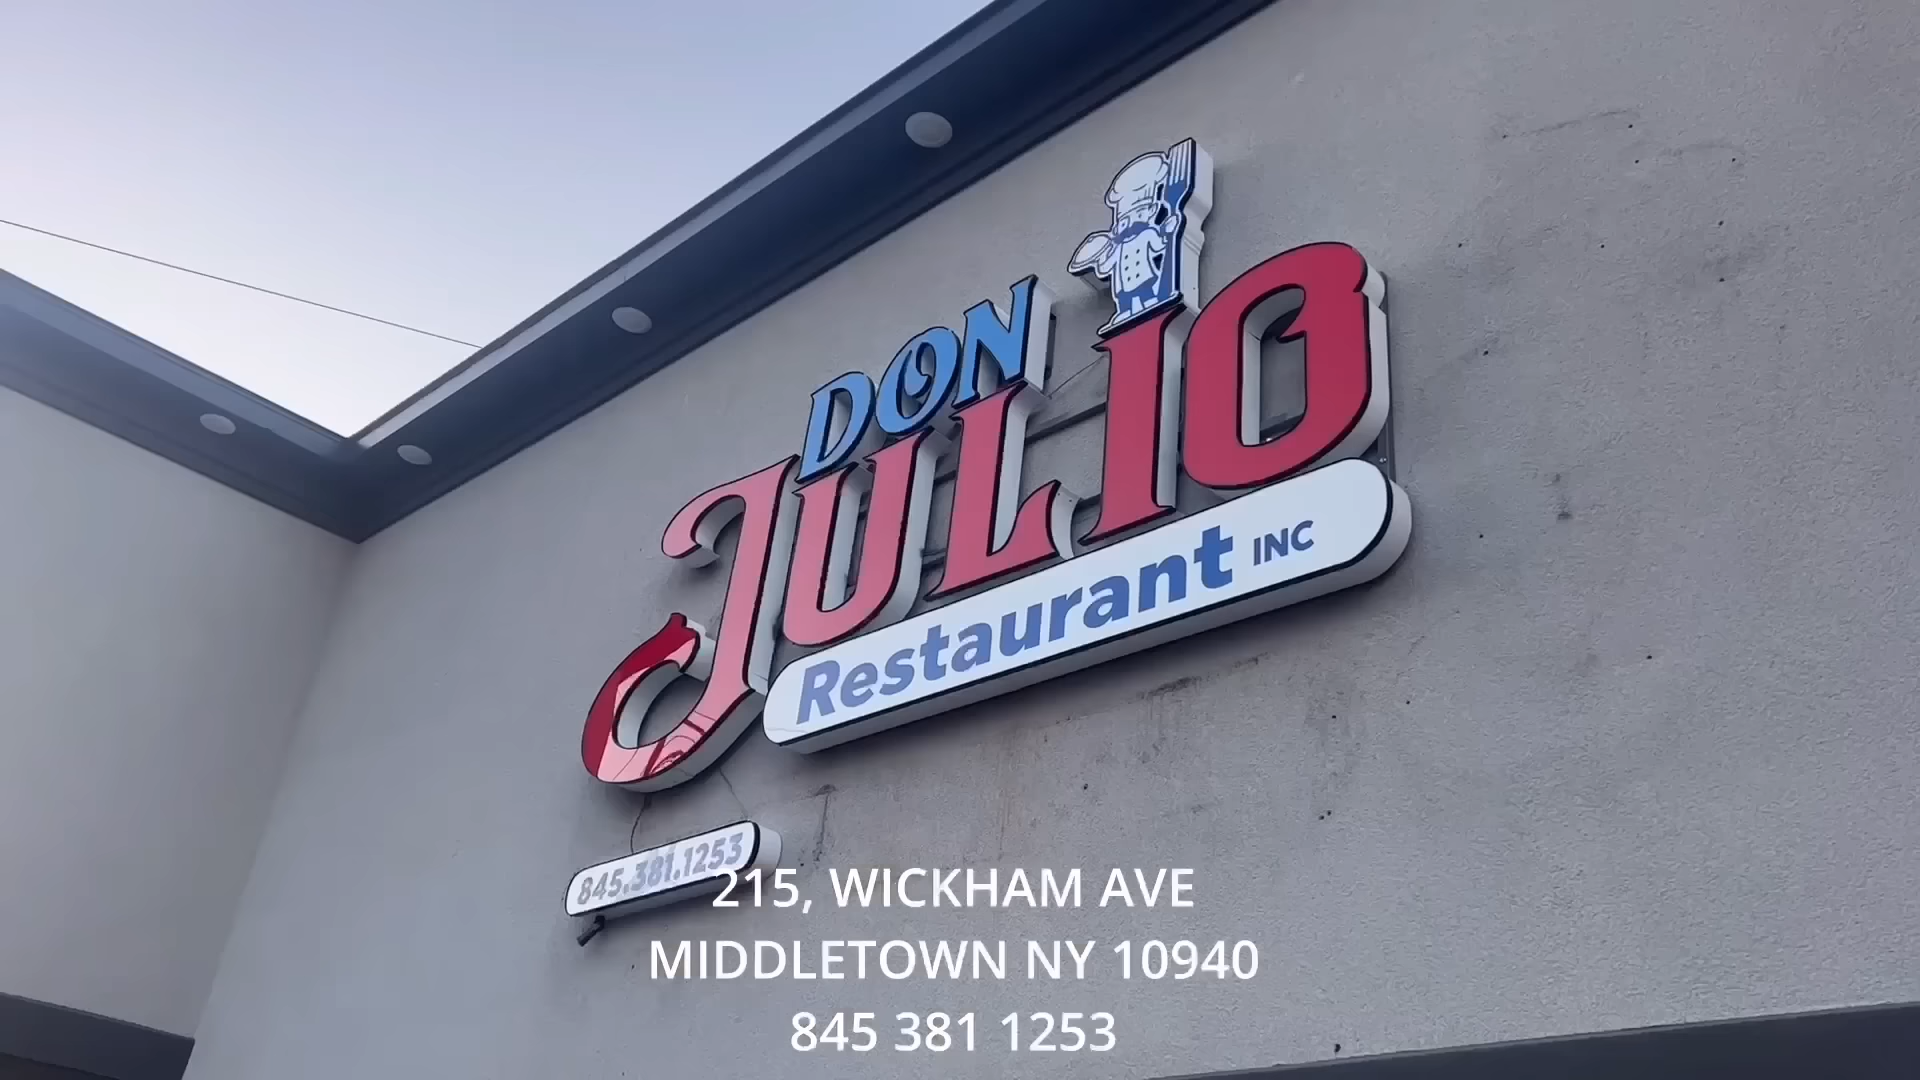 DON
JULIO
Restaurant INC
845.381.1253
215, WICKHAM AVE
MIDDLETOWN NY 10940
845 381 1253